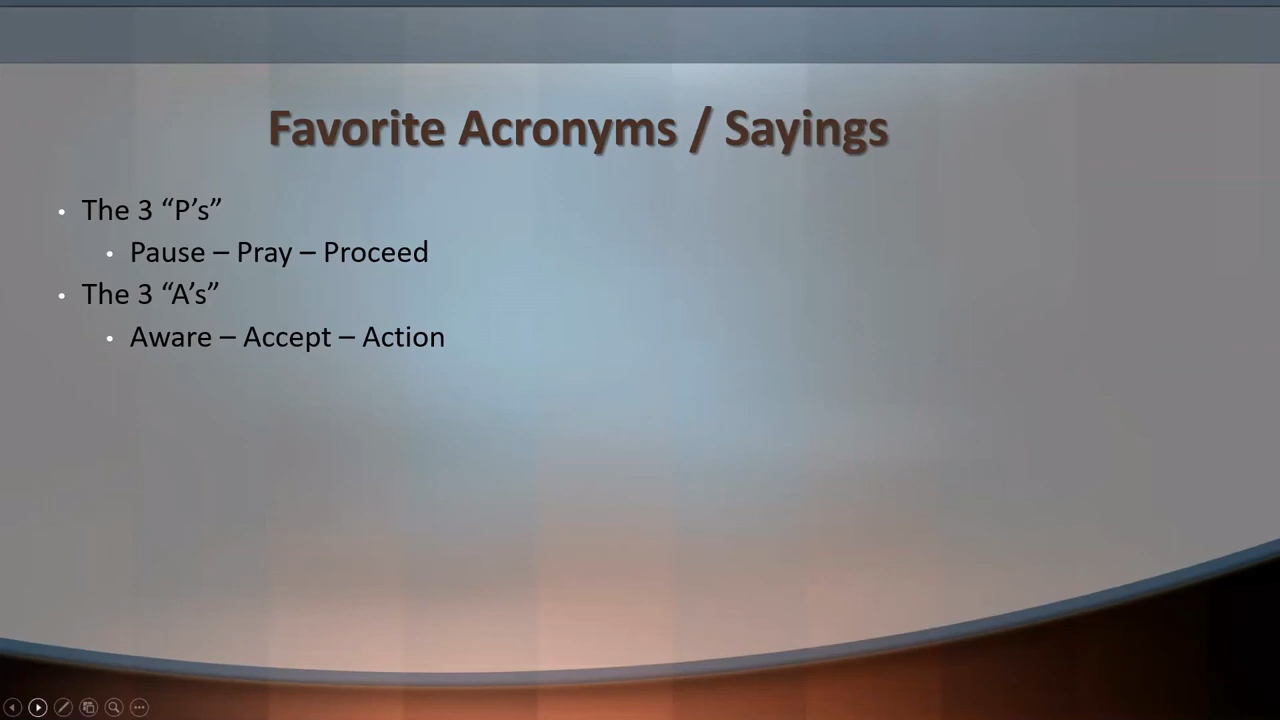 Favorite Acronyms / Sayings
• The 3 “P’s”
• Pause – Pray – Proceed
• The 3 “A’s”
• Aware – Accept – Action